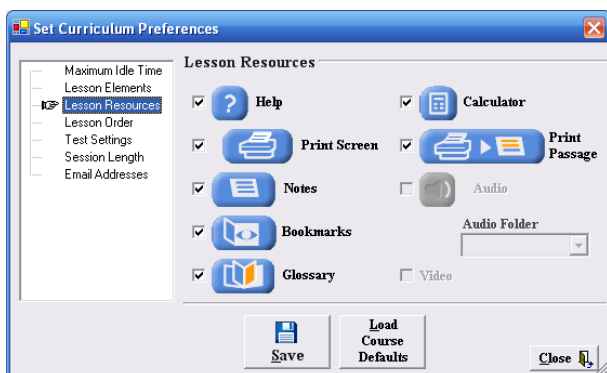 Set Curriculum Preferences
Maximum Idle Time
Lesson Elements
Lesson Resources
Lesson Order
Test Settings
Session Length
Email Addresses
Lesson Resources
? Help
Calculator
Print Screen
Print
Passage
Notes
Audio
Bookmarks
Audio Folder
Glossary
Video
Save
Load
Course
Defaults
Close